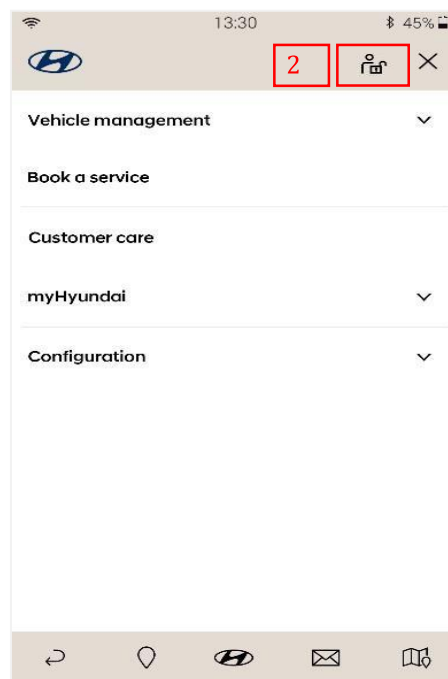 13:30 45%
2
Vehicle management
Book a service
Customer care
myHyundai
Configuration